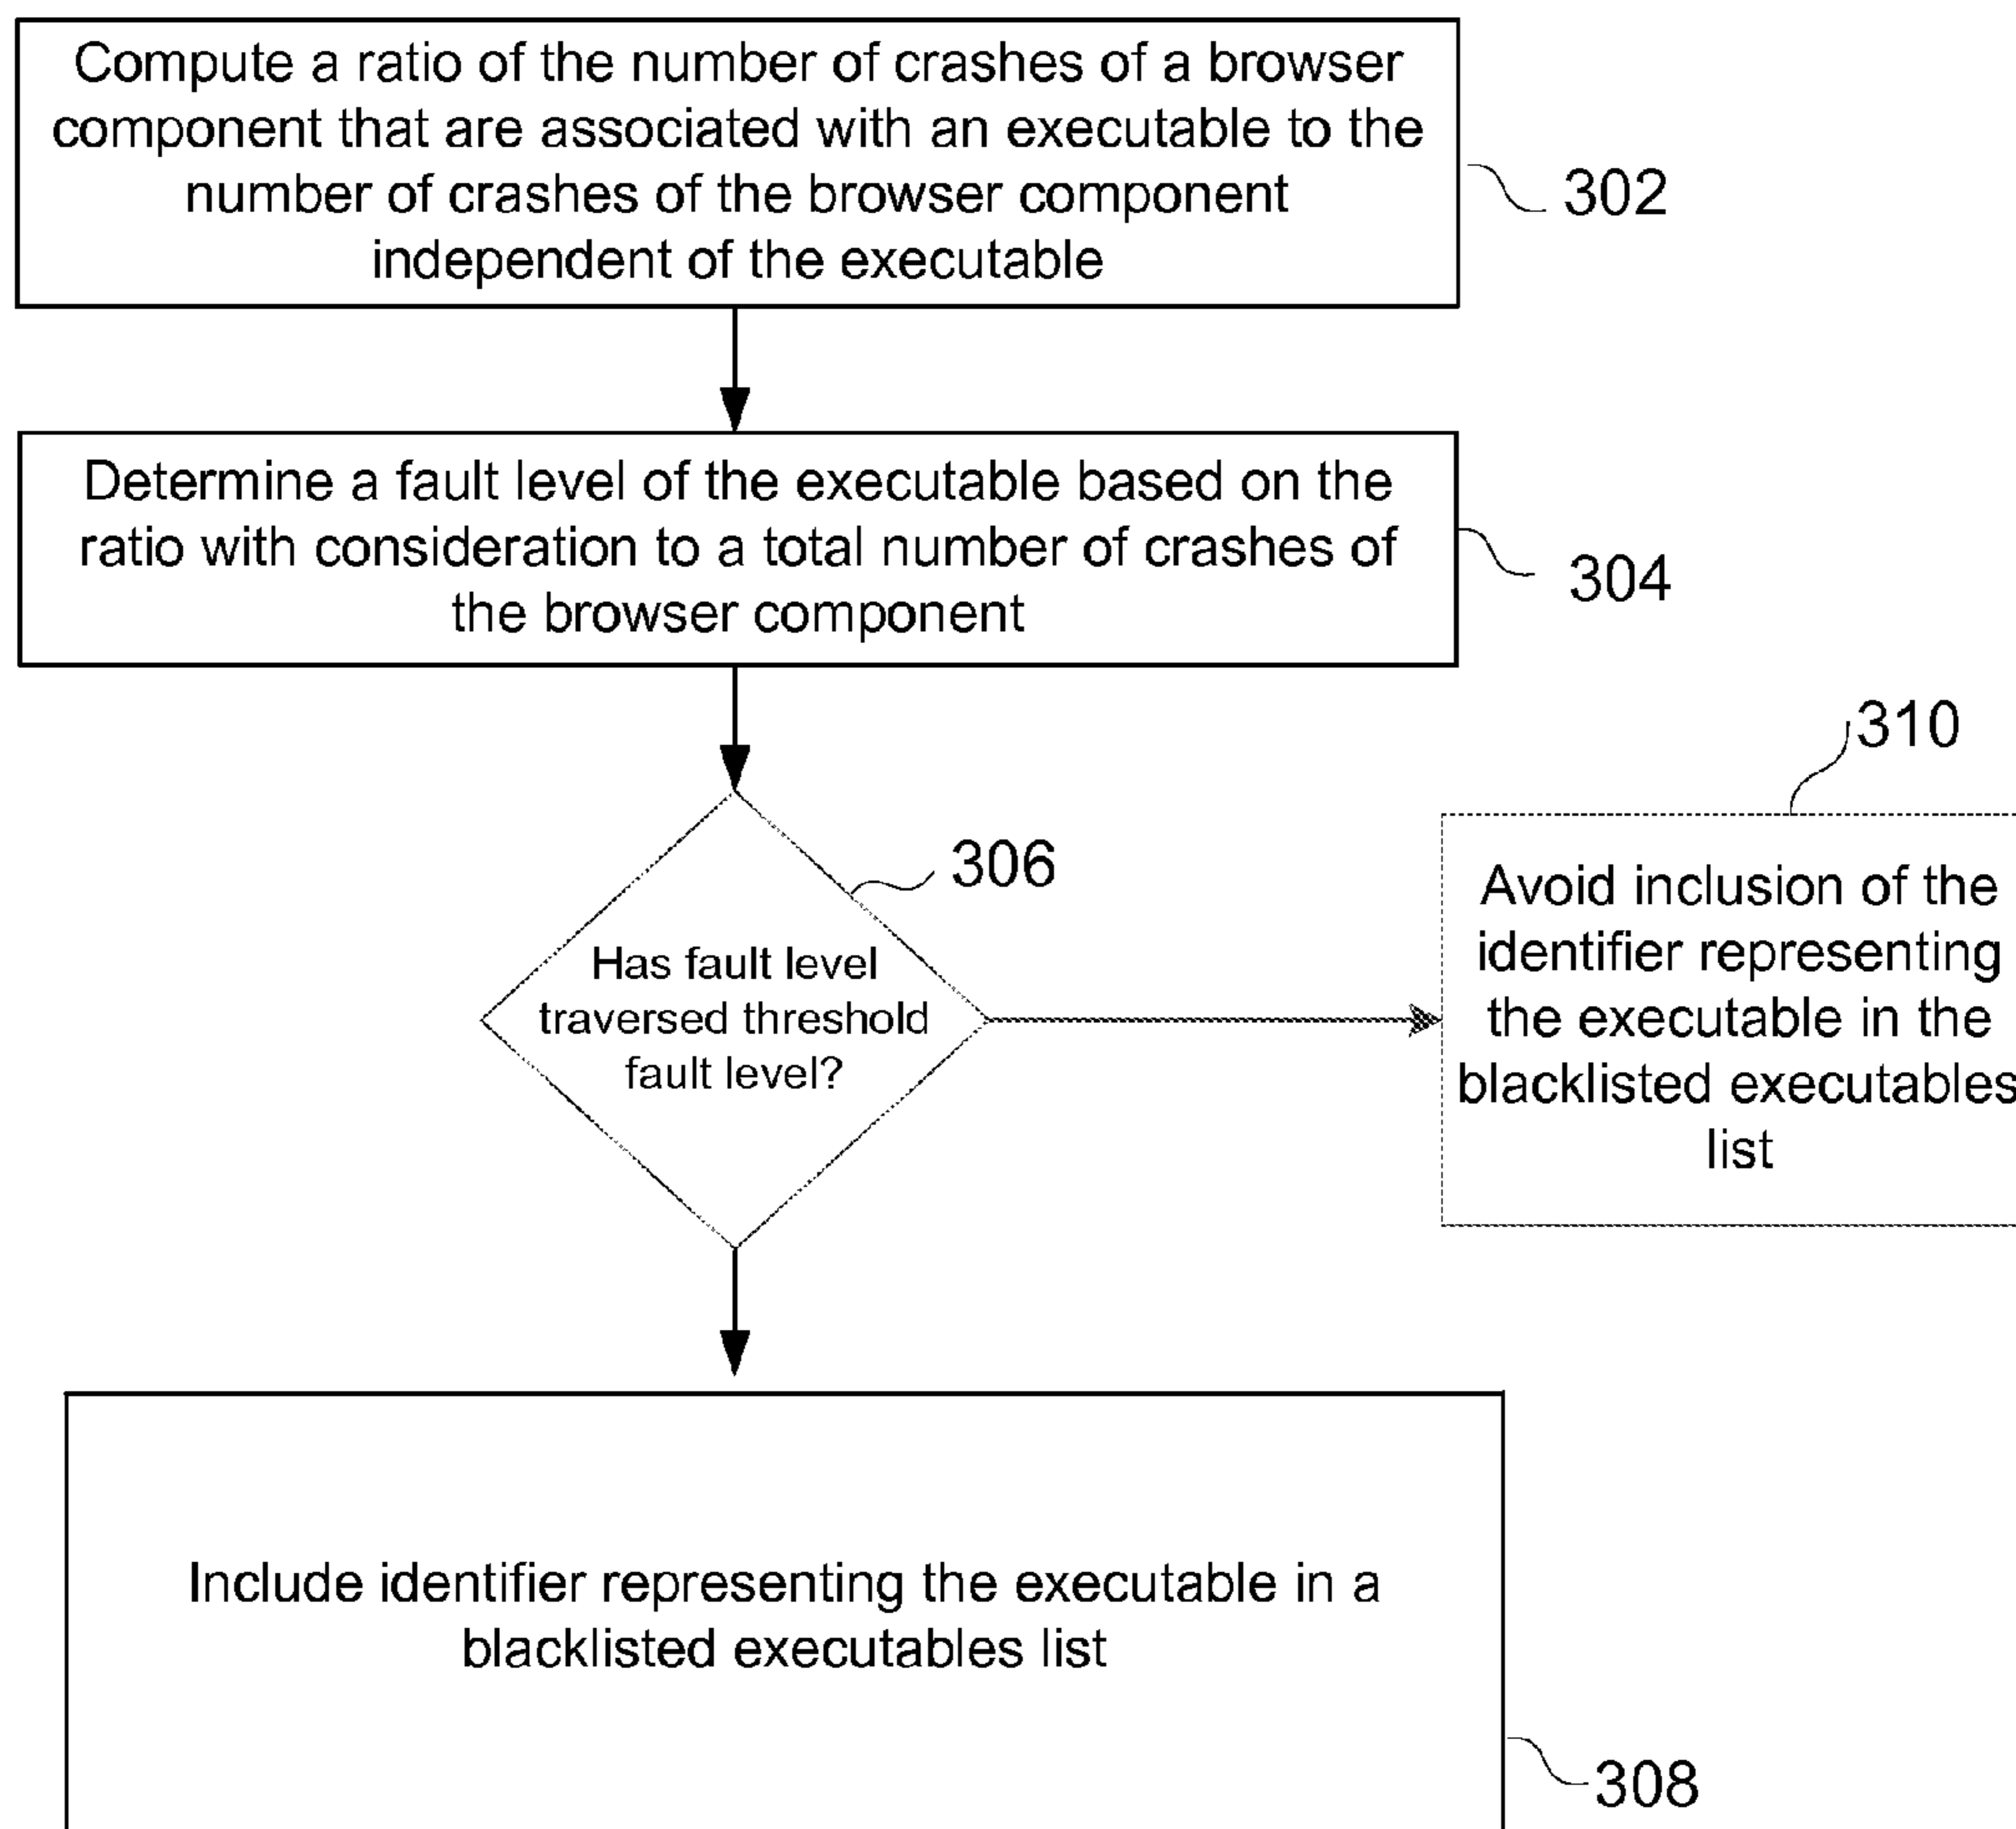 Compute a ratio of the number of crashes of a browser
component that are associated with an executable to the
number of crashes of the browser component
independent of the executable
302
Determine a fault level of the executable based on the
ratio with consideration to a total number of crashes of
the browser component
304
310
306
Has fault level
traversed threshold
fault level?
Avoid inclusion of the
identifier representing
the executable in the
blacklisted executables
list
Include identifier representing the executable in a
blacklisted executables list
308